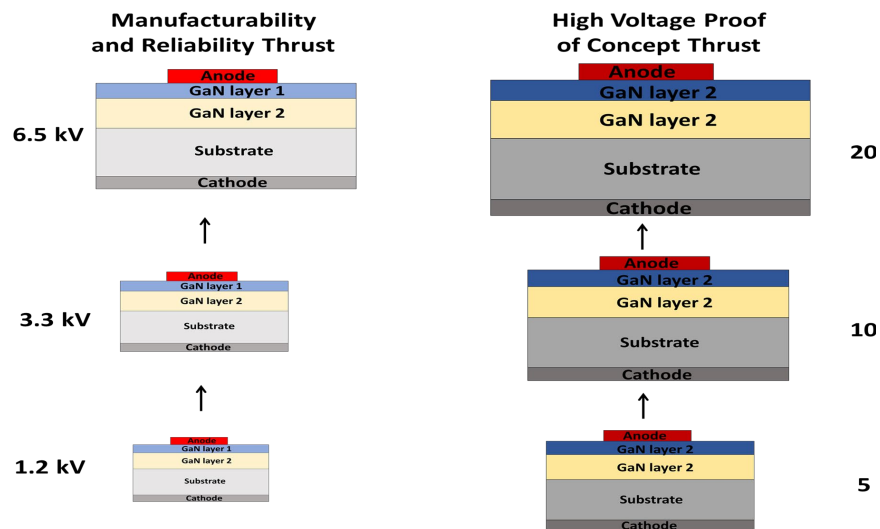 Manufacturability
and Reliability Thrust
Anode
GaN layer 1
GaN layer 2
6.5 kV
Substrate
Cathode
Anode
GaN layer 1
GaN layer 2
3.3 kV
Substrate
Cathode
Anode
GaN layer 1
GaN layer 2
1.2 kV
Substrate
Cathode
High Voltage Proof
of Concept Thrust
Anode
GaN layer 2
GaN layer 2
20
Substrate
Cathode
Anode
GaN layer 2
GaN layer 2
10
Substrate
Cathode
Anode
GaN layer 2
GaN layer 2
5
Substrate
Cathode